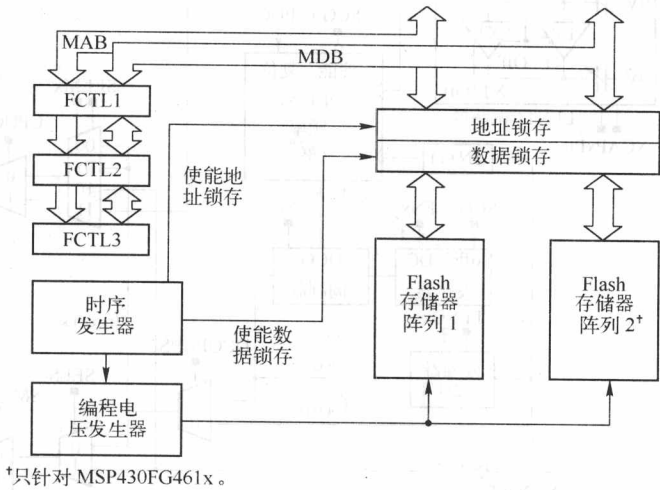 MAB
MDB
FCTL1
FCTL2
FCTL3
地址锁存
数据锁存
使能地
址锁存
时序
发生器
使能数
据锁存
编程电
压发生器
Flash
存储器
阵列 1
Flash
存储器
阵列 2†
†只针对 MSP430FG461x。